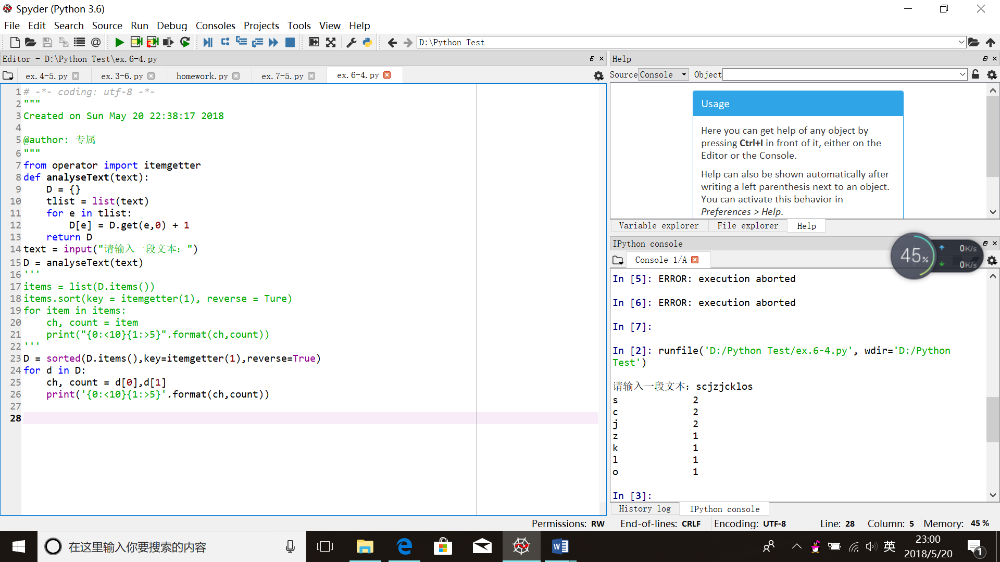 Spyder (Python 3.6)
File Edit Search Source Run Debug Consoles Projects Tools View Help
D:\Python Test
Editor - D:\Python Test\ex.6-4.py
ex.4-5.py ex.3-6.py homework.py ex.7-5.py ex.6-4.py
1 # -*- coding: utf-8 -*-
2 """
3 Created on Sun May 20 22:38:17 2018
4
5 @author: 专属
6 """
7 from operator import itemgetter
8 def analyseText(text):
9     D = {}
10     tlist = list(text)
11     for e in tlist:
12         D[e] = D.get(e,0) + 1
13     return D
14 text = input("请输入一段文本：")
15 D = analyseText(text)
16 '''
17 items = list(D.items())
18 items.sort(key = itemgetter(1), reverse = Ture)
19 for item in items:
20     ch, count = item
21     print("{0:<10}{1:>5}".format(ch,count))
22 '''
23 D = sorted(D.items(),key=itemgetter(1),reverse=True)
24 for d in D:
25     ch, count = d[0],d[1]
26     print('{0:<10}{1:>5}'.format(ch,count))
27
28
Help
Source Console Object
Usage
Here you can get help of any object by
pressing Ctrl+I in front of it, either on the
Editor or the Console.
Help can also be shown automatically after
writing a left parenthesis next to an object.
You can activate this behavior in
Preferences > Help.
Variable explorer File explorer Help
IPython console
Console 1/A
45%
0K/s
0K/s
In [5]: ERROR: execution aborted
In [6]: ERROR: execution aborted
In [7]:
In [2]: runfile('D:/Python Test/ex.6-4.py', wdir='D:/Python
Test')
请输入一段文本：scjzjcklos
s 2
c 2
j 2
z 1
k 1
l 1
o 1
In [3]:
History log IPython console
Permissions: RW End-of-lines: CRLF Encoding: UTF-8 Line: 28 Column: 5 Memory: 45 %
在这里输入你要搜索的内容
英
23:00
2018/5/20
1